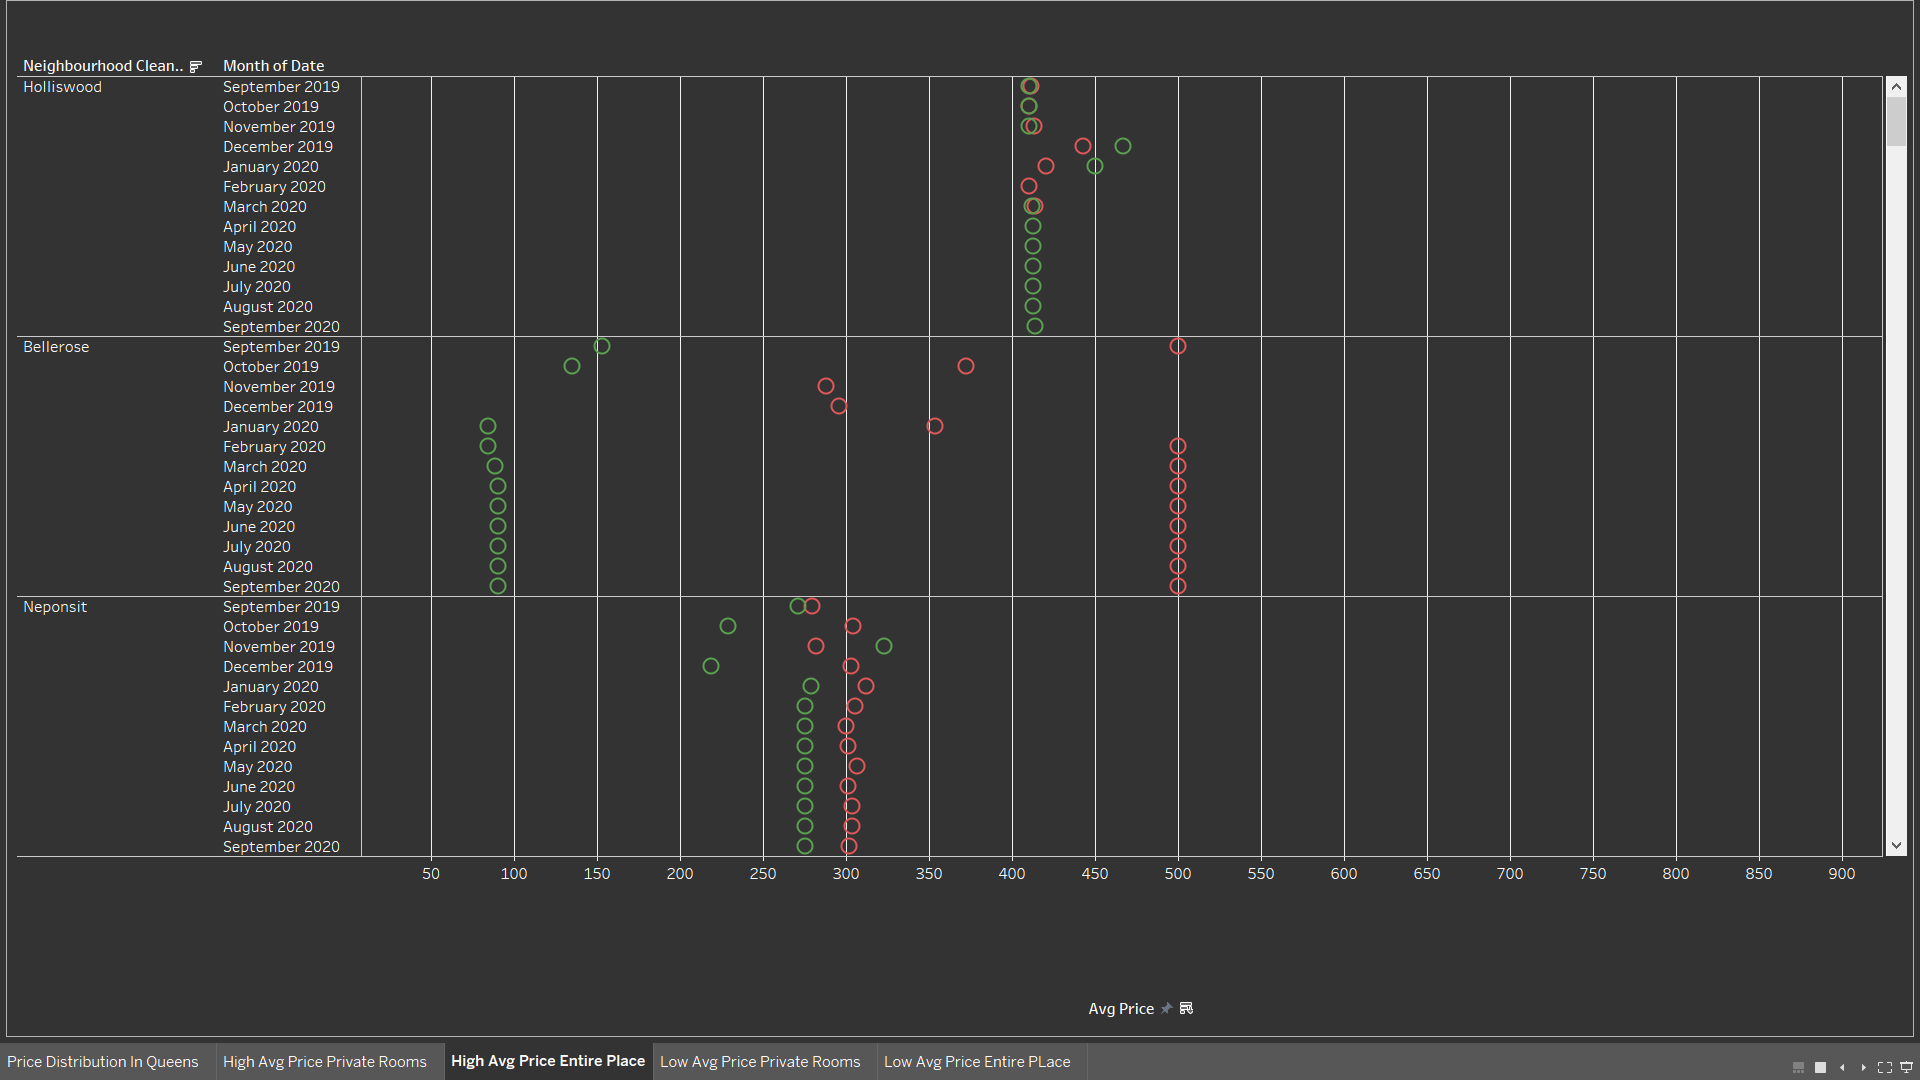 Neighbourhood Clean.. Month of Date
Holliswood September 2019
October 2019
November 2019
December 2019
January 2020
February 2020
March 2020
April 2020
May 2020
June 2020
July 2020
August 2020
September 2020
Bellerose September 2019
October 2019
November 2019
December 2019
January 2020
February 2020
March 2020
April 2020
May 2020
June 2020
July 2020
August 2020
September 2020
Neponsit September 2019
October 2019
November 2019
December 2019
January 2020
February 2020
March 2020
April 2020
May 2020
June 2020
July 2020
August 2020
September 2020
50 100 150 200 250 300 350 400 450 500 550 600 650 700 750 800 850 900
Avg Price
Price Distribution In Queens High Avg Price Private Rooms High Avg Price Entire Place Low Avg Price Private Rooms Low Avg Price Entire PLace